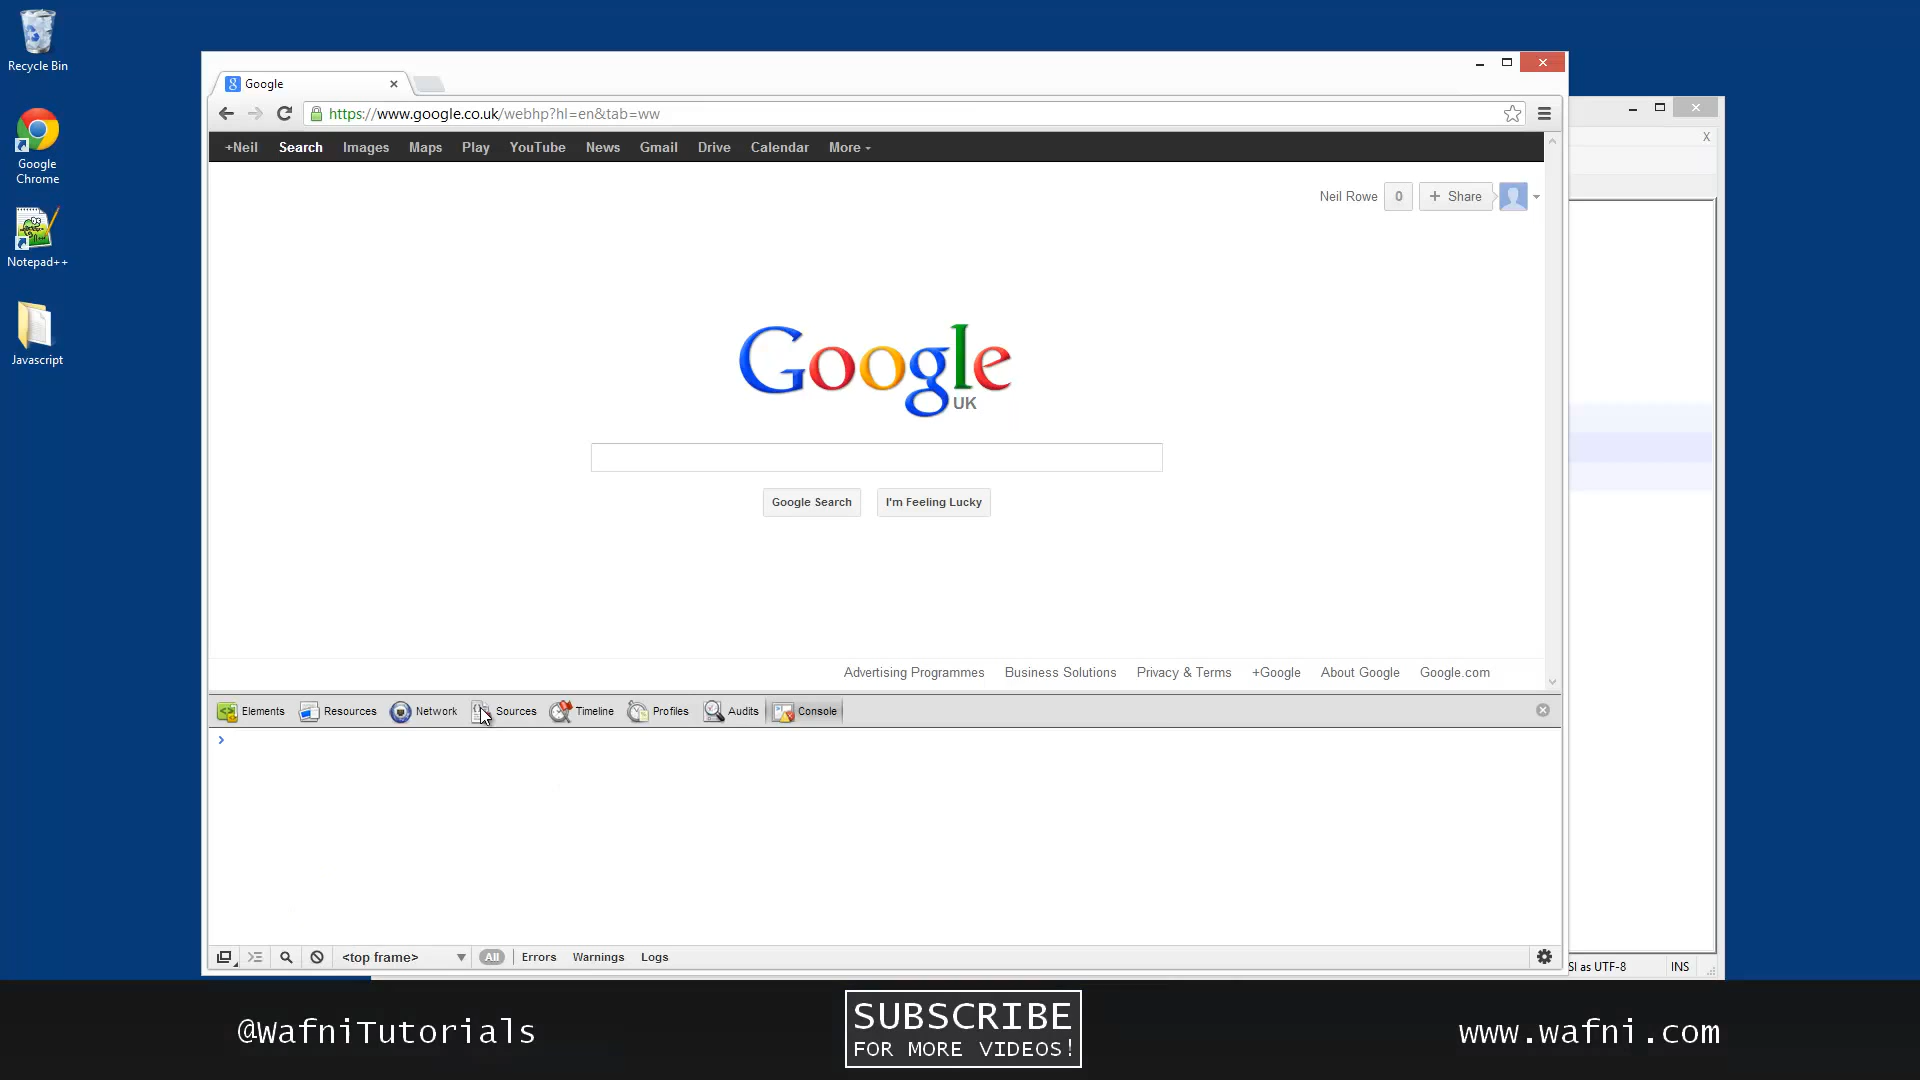 Recycle Bin
Google
Chrome
Notepad++
Javascript
Google
https://www.google.co.uk/webhp?hl=en&tab=ww
+Neil Search Images Maps Play YouTube News Gmail Drive Calendar More
Neil Rowe 0 + Share
Google
UK
Google Search I'm Feeling Lucky
Advertising Programmes Business Solutions Privacy & Terms +Google About Google Google.com
Elements Resources Network Sources Timeline Profiles Audits Console
>
<top frame> All Errors Warnings Logs
SI as UTF-8 INS
@WafniTutorials
SUBSCRIBE
FOR MORE VIDEOS!
www.wafni.com